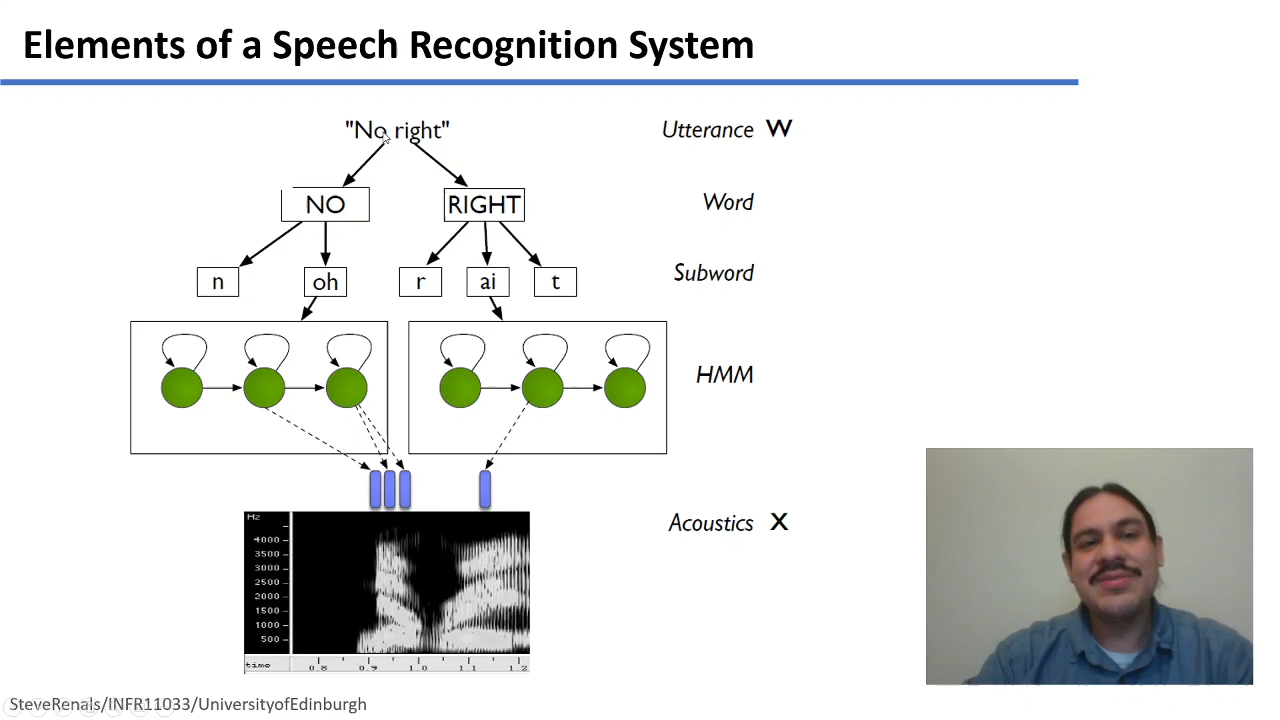 Elements of a Speech Recognition System
"No right"
Utterance W
NO
RIGHT
Word
n
oh
r
ai
t
Subword
HMM
Acoustics X
Hz
4000
3500
3000
2500
2000
1500
1000
500
time
0.8
0.9
1.0
1.1
1.2
SteveRenals/INFR11033/UniversityofEdinburgh